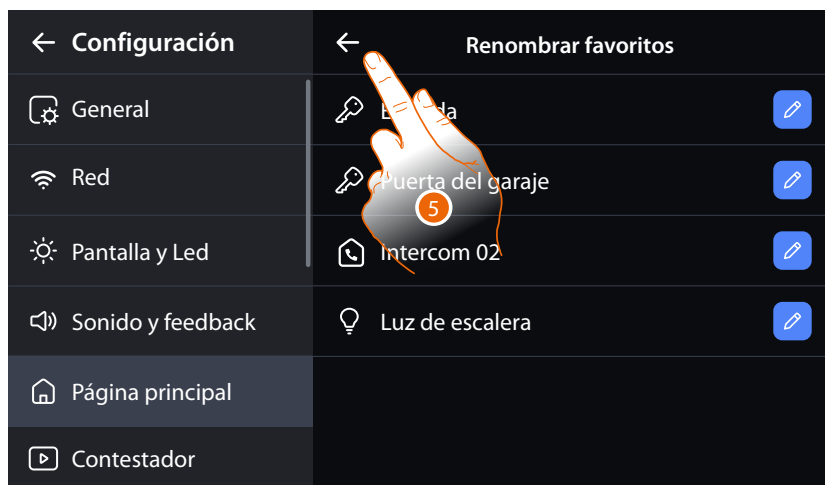 Configuración
General
Red
Pantalla y Led
Sonido y feedback
Página principal
Contestador
Renombrar favoritos
Puerta del garaje
5
Intercom 02
Luz de escalera